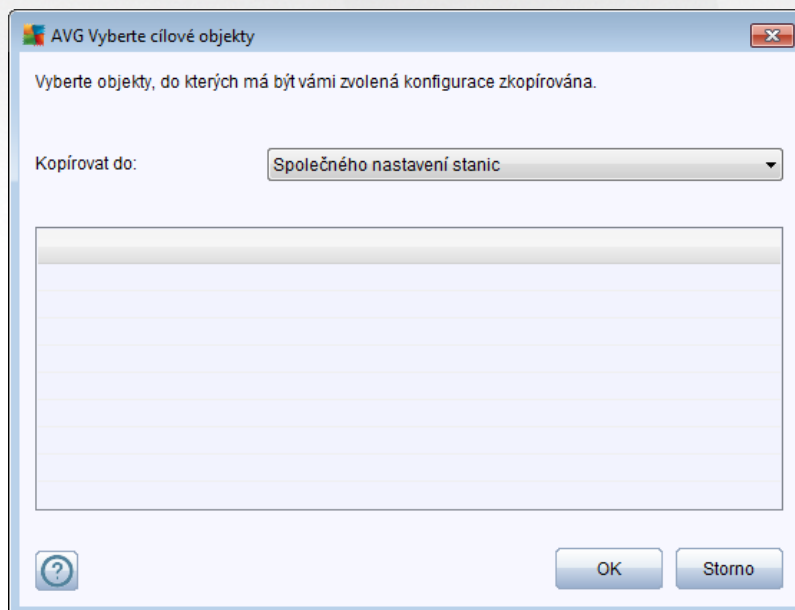 AVG Vyberte cílové objekty
Vyberte objekty, do kterých má být vámi zvolená konfigurace zkopírována.
Kopírovat do:
Společného nastavení stanic
?
OK
Storno